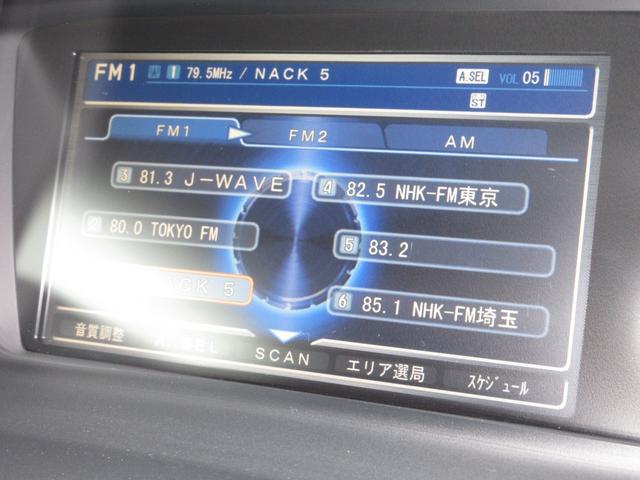 FM1 1 79.5MHz / NACK 5 A.SEL VOL 05
ST
FM1 FM2 AM
3 81.3 J-WAVE
4 82.5 NHK-FM東京
2 80.0 TOKYO FM
5 83.2
NACK 5
6 85.1 NHK-FM埼玉
音質調整 A.SEL SCAN エリア選局 スケジュール